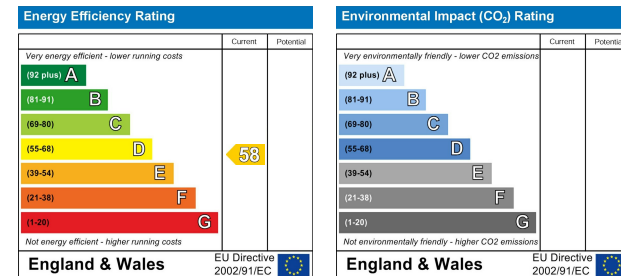 Energy Efficiency Rating
Current Potential
Very energy efficient - lower running costs
(92 plus) A
(81-91) B
(69-80) C
(55-68) D
58
(39-54) E
(21-38) F
(1-20) G
Not energy efficient - higher running costs
England & Wales
EU Directive
2002/91/EC
Environmental Impact (CO2) Rating
Current Potentia
Very environmentally friendly - lower CO2 emissions
(92 plus) A
(81-91) B
(69-80) C
(55-68) D
(39-54) E
(21-38) F
(1-20) G
Not environmentally friendly - higher CO2 emissions
England & Wales
EU Directive
2002/91/EC